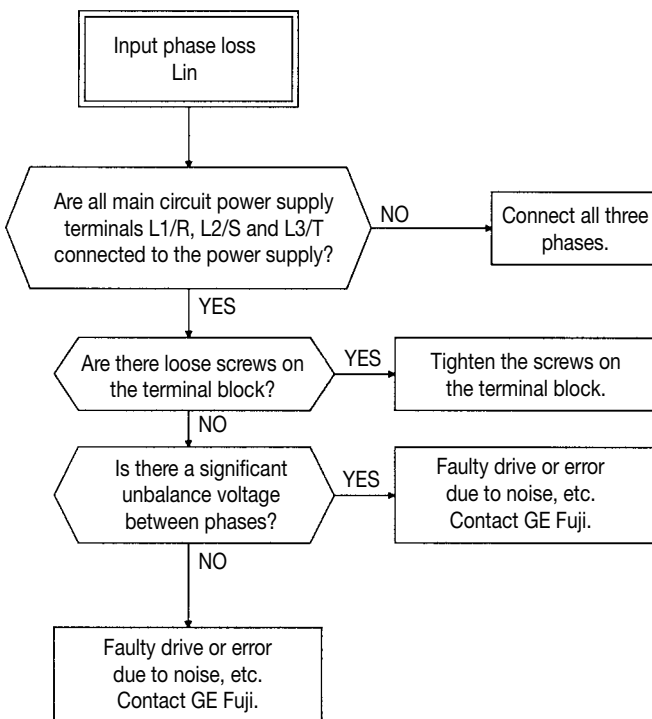 Input phase loss
Lin
Are all main circuit power supply
terminals L1/R, L2/S and L3/T
connected to the power supply?
NO
Connect all three
phases.
YES
Are there loose screws on
the terminal block?
YES
Tighten the screws on
the terminal block.
NO
Is there a significant
unbalance voltage
between phases?
YES
Faulty drive or error
due to noise, etc.
Contact GE Fuji.
NO
Faulty drive or error
due to noise, etc.
Contact GE Fuji.